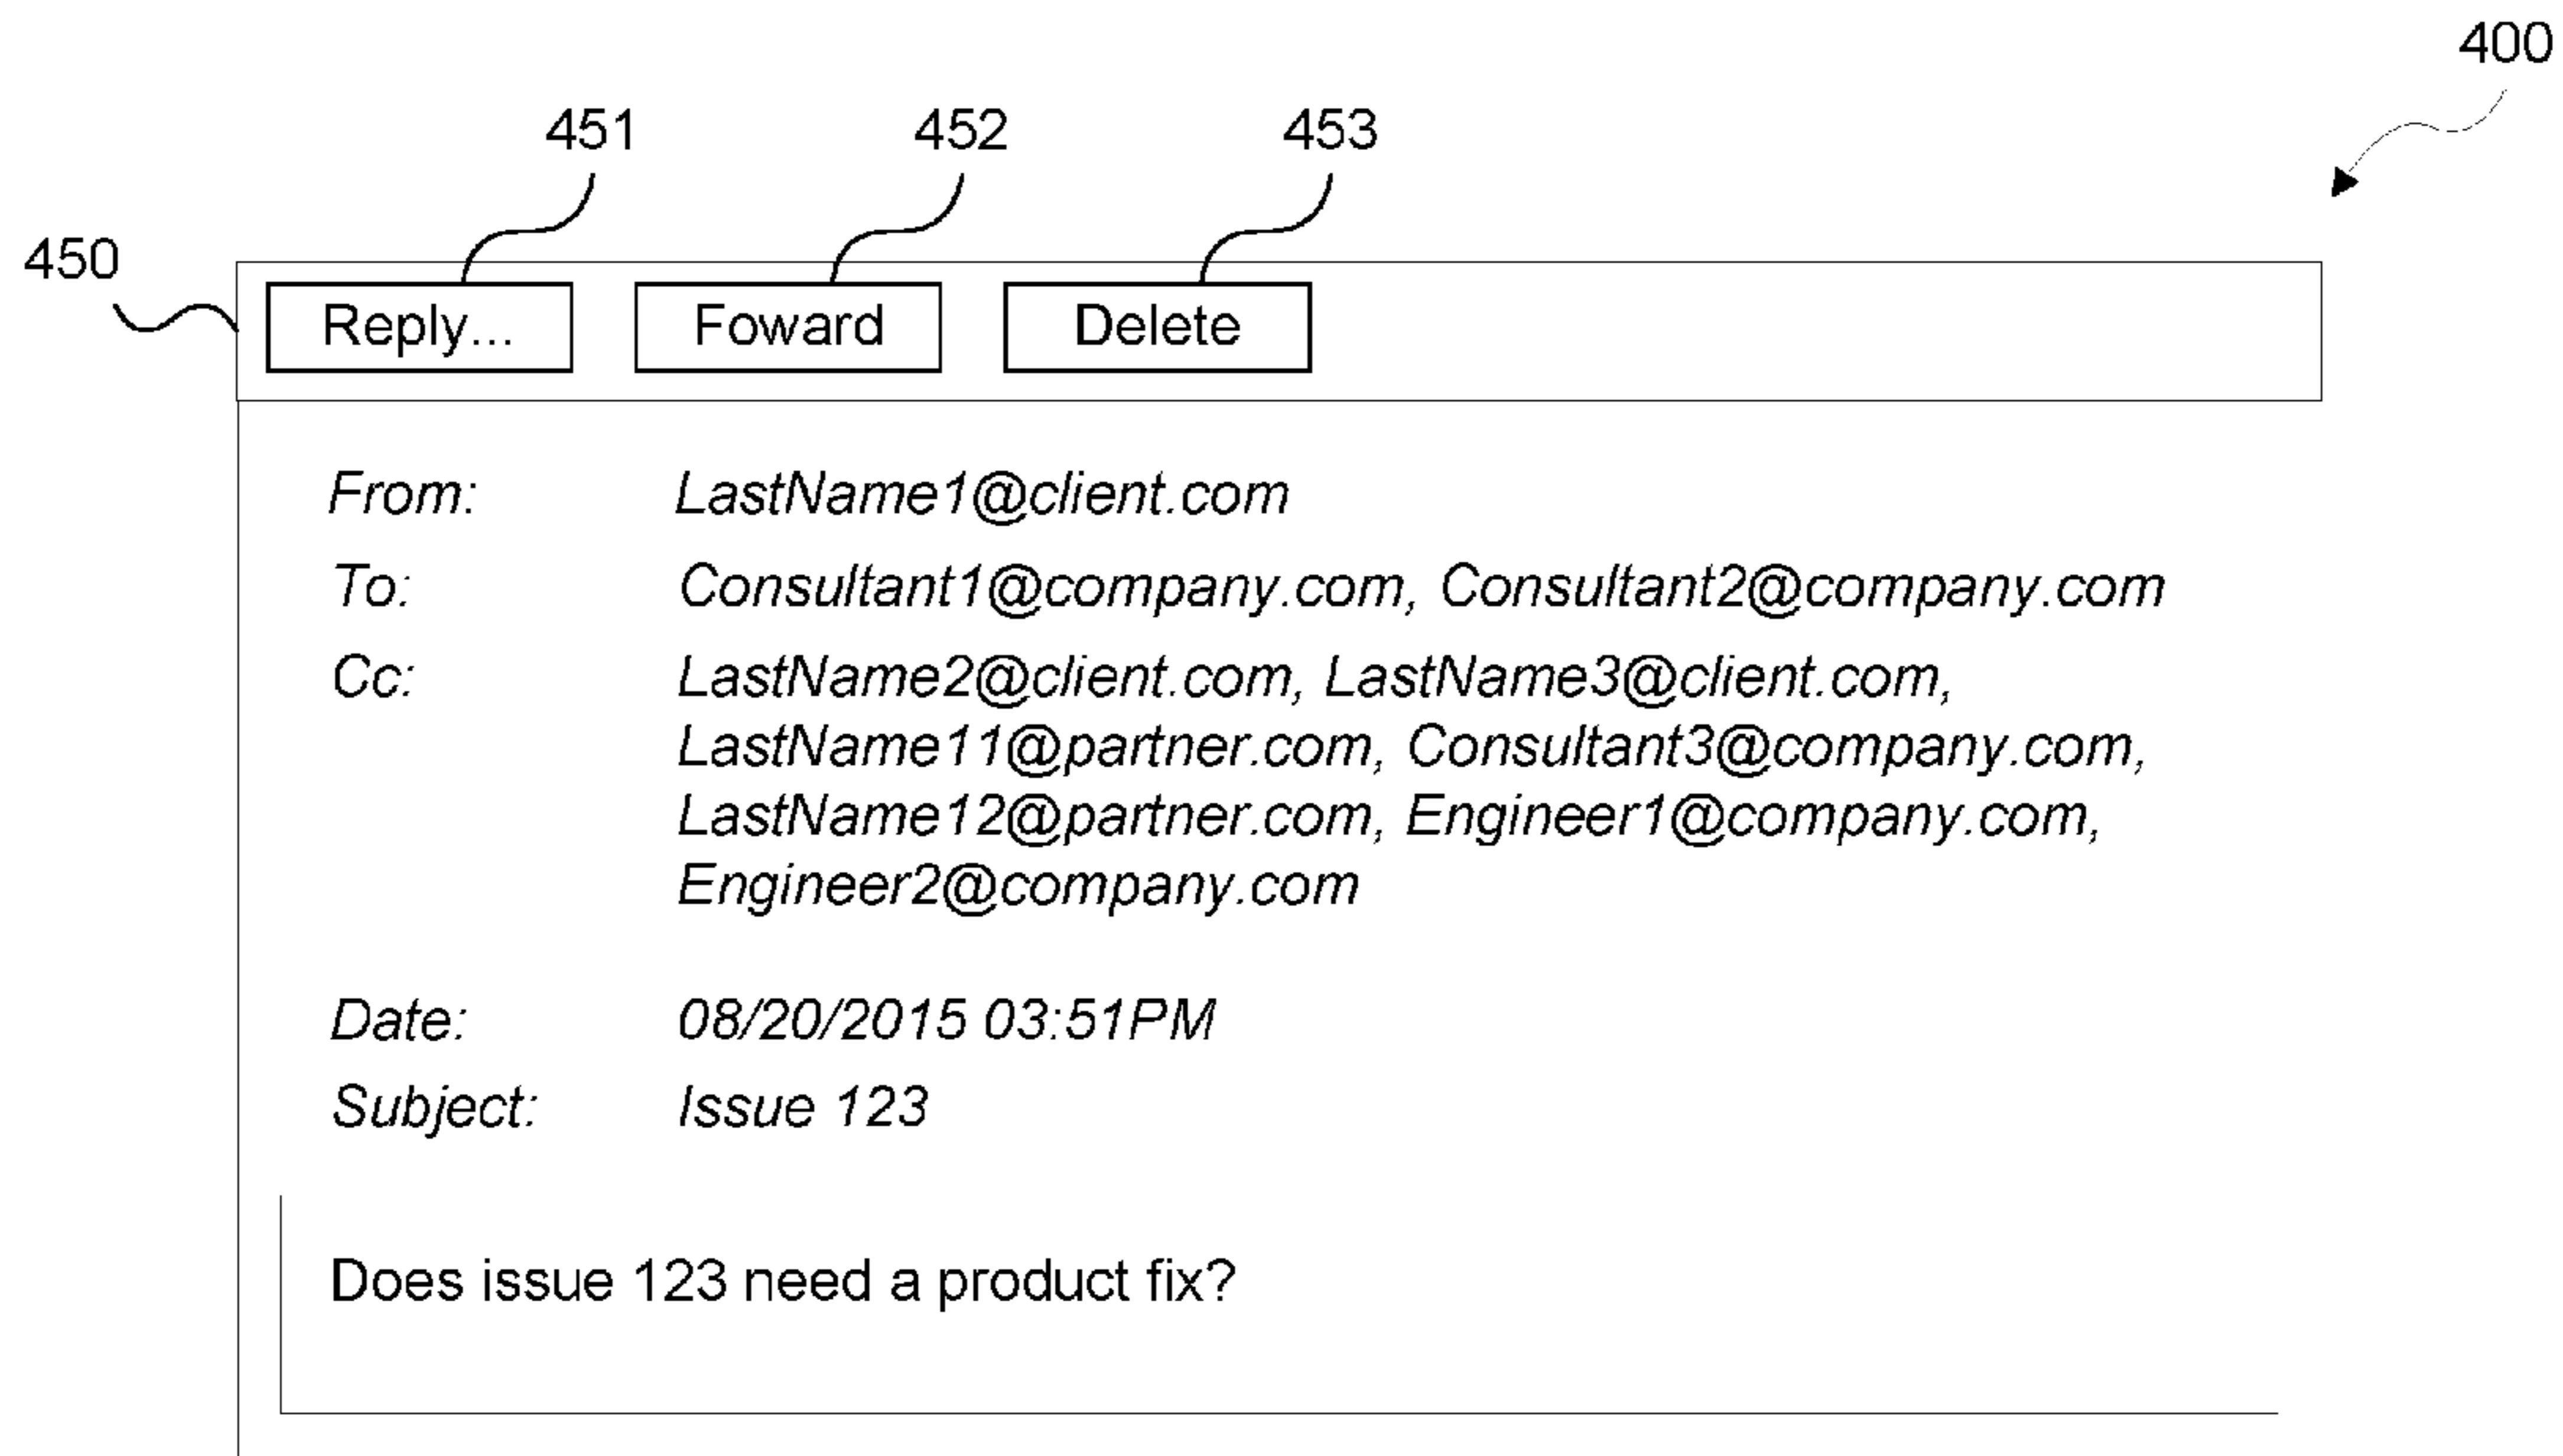 400
451 452 453
450
Reply... Foward Delete
From: LastName1@client.com
To: Consultant1@company.com, Consultant2@company.com
Cc: LastName2@client.com, LastName3@client.com,
LastName11@partner.com, Consultant3@company.com,
LastName12@partner.com, Engineer1@company.com,
Engineer2@company.com
Date: 08/20/2015 03:51PM
Subject: Issue 123
Does issue 123 need a product fix?